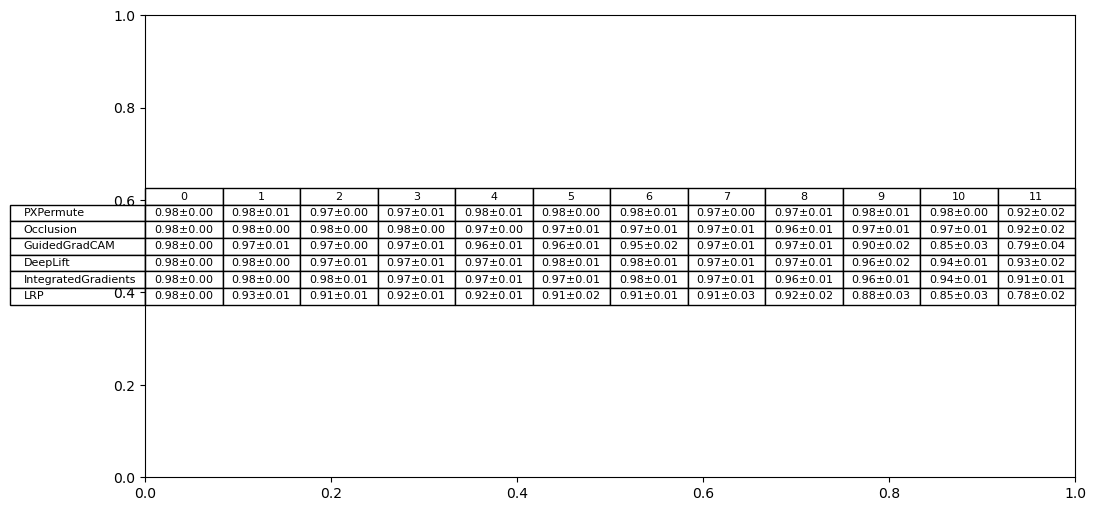 1.0
0.8
0 1 2 3 4 5 6 7 8 9 10 11
0.6
PXPermute 0.98±0.00 0.98±0.01 0.97±0.00 0.97±0.01 0.98±0.01 0.98±0.00 0.98±0.01 0.97±0.00 0.97±0.01 0.98±0.01 0.98±0.00 0.92±0.02
Occlusion 0.98±0.00 0.98±0.00 0.98±0.00 0.98±0.00 0.97±0.00 0.97±0.01 0.98±0.01 0.97±0.01 0.96±0.01 0.97±0.01 0.97±0.01 0.92±0.02
GuidedGradCAM 0.98±0.00 0.97±0.01 0.97±0.00 0.97±0.01 0.96±0.01 0.96±0.01 0.95±0.02 0.97±0.01 0.97±0.01 0.90±0.02 0.85±0.03 0.79±0.04
DeepLift 0.98±0.00 0.98±0.00 0.97±0.01 0.97±0.01 0.97±0.01 0.98±0.01 0.98±0.01 0.97±0.01 0.97±0.01 0.96±0.02 0.94±0.01 0.93±0.02
IntegratedGradients 0.98±0.00 0.98±0.00 0.98±0.01 0.97±0.01 0.97±0.01 0.97±0.01 0.98±0.01 0.97±0.01 0.96±0.01 0.96±0.01 0.94±0.01 0.91±0.01
0.4
LRP 0.98±0.00 0.93±0.01 0.91±0.01 0.92±0.01 0.92±0.01 0.91±0.02 0.91±0.01 0.91±0.03 0.92±0.02 0.88±0.03 0.85±0.03 0.78±0.02
0.2
0.0
0.0 0.2 0.4 0.6 0.8 1.0